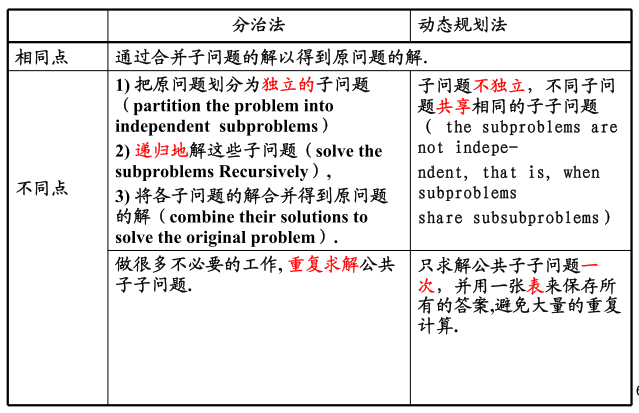 分治法 动态规划法
相同点 通过合并子问题的解以得到原问题的解.
不同点
1) 把原问题划分为独立的子问题
（partition the problem into
independent subproblems）
2) 递归地解这些子问题（solve the
subproblems Recursively）,
3) 将各子问题的解合并得到原问题
的解（combine their solutions to
solve the original problem）.
子问题不独立，不同子问
题共享相同的子子问题
（ the subproblems are
not indepe-
ndent, that is, when
subproblems
share subsubproblems）
做很多不必要的工作, 重复求解公共
子子问题.
只求解公共子子问题一
次，并用一张表来保存所
有的答案,避免大量的重复
计算.